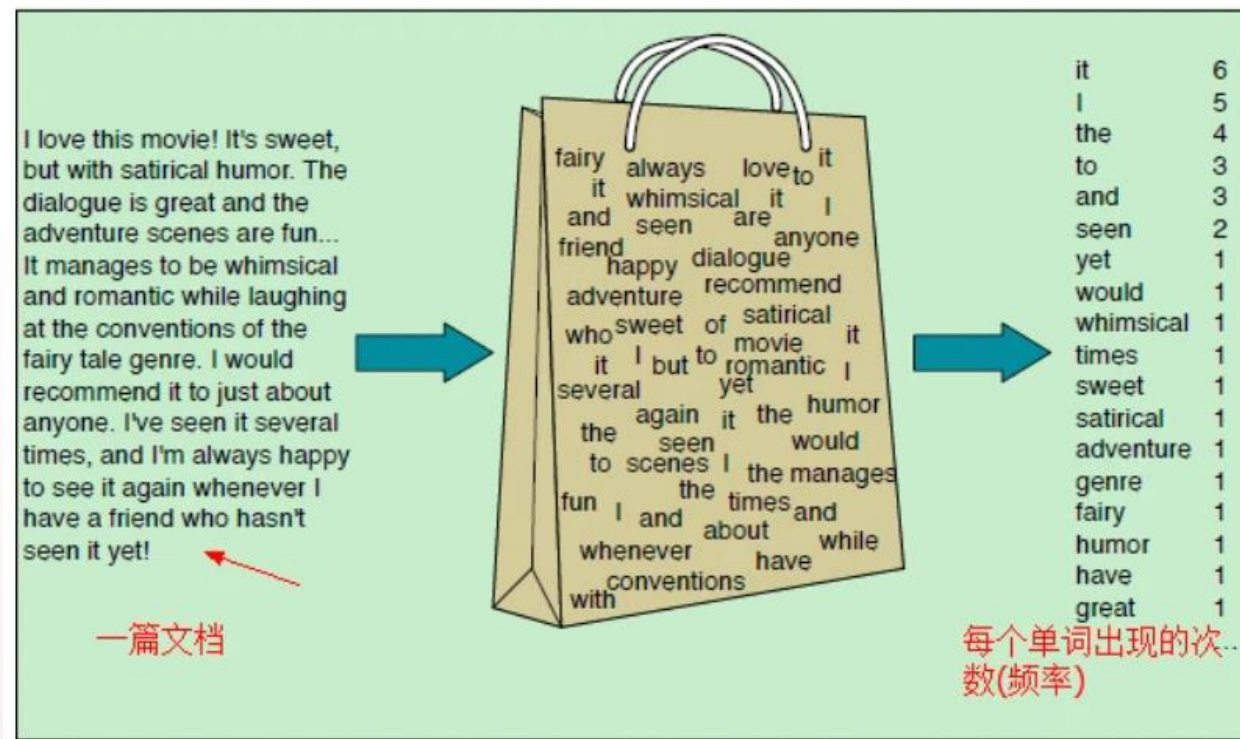 I love this movie! It's sweet,
but with satirical humor. The
dialogue is great and the
adventure scenes are fun...
It manages to be whimsical
and romantic while laughing
at the conventions of the
fairy tale genre. I would
recommend it to just about
anyone. I've seen it several
times, and I'm always happy
to see it again whenever I
have a friend who hasn't
seen it yet!
一篇文档
fairy always love to it
it whimsical it I
and seen are
friend anyone
happy dialogue
adventure recommend
who sweet of satirical
movie it
it I but to romantic I
several yet
again it the humor
the seen would
to scenes I the manages
fun the times and
I and about
whenever have while
conventions
with
it 6
I 5
the 4
to 3
and 3
seen 2
yet 1
would 1
whimsical 1
times 1
sweet 1
satirical 1
adventure 1
genre 1
fairy 1
humor 1
have 1
great 1
每个单词出现的次...
数(频率)